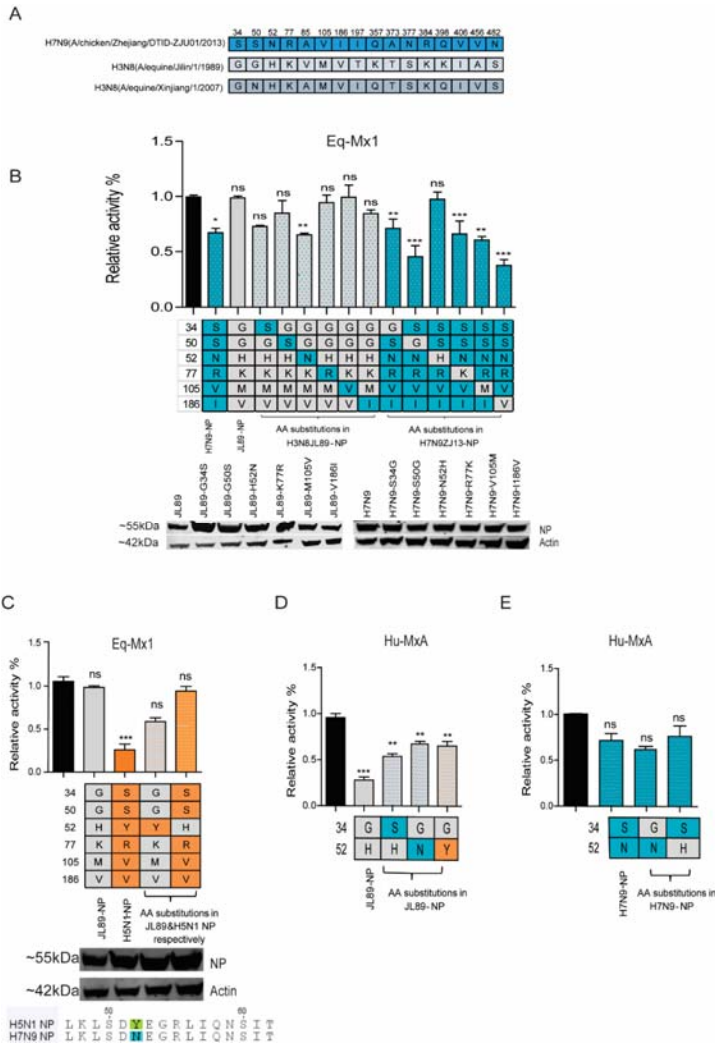 A
34 50 52 77 85 105 186 197 357 373 377 384 398 406 456 482
H7N9(A/chicken/Zhejiang/DTID-ZJU01/2013) S S N R A V I I Q A N R Q V V N
H3N8(A/equine/Jilin/1/1989) G G H K V M V T K T S K K I A S
H3N8(A/equine/Xinjiang/1/2007) G N H K A M V I Q T S K Q I V S
B
Eq-Mx1
Relative activity %
1.5
1.0
0.5
0.0
* ns ns ns ** ns ns ns ** *** ns *** ** ***
34 S G S G G G G G G S S S S S
50 S G G S G G G G S G S S S S
52 N H H H N H H H N N H N N N
77 R K K K K R K K R R R K R R
105 V M M M M M V M V V V V M V
186 I V V V V V V I I I I I I V
H7N9-NP
JL89-NP
AA substitutions in
H3N8JL89-NP
AA substitutions in
H7N9ZJ13-NP
JL89
JL89-G34S
JL89-G50S
JL89-H52N
JL89-K77R
JL89-M105V
JL89-V186I
H7N9
H7N9-S34G
H7N9-S50G
H7N9-N52H
H7N9-R77K
H7N9-V105M
H7N9-I186V
~55kDa NP
~42kDa Actin
C
Eq-Mx1
Relative activity %
1.5
1.0
0.5
0.0
ns *** ns ns
34 G S G S
50 G S G S
52 H Y Y H
77 K R K R
105 M V M V
186 V V V V
JL89-NP
H5N1-NP
AA substitutions in
JL89&H5N1 NP
respectively
~55kDa NP
~42kDa Actin
50 60
H5N1 NP L K L S D Y E G R L I Q N S I T
H7N9 NP L K L S D N E G R L I Q N S I T
D
Hu-MxA
Relative activity %
1.5
1.0
0.5
0.0
*** ** ** **
34 G S G G
52 H H N Y
JL89-NP
AA substitutions in
JL89-NP
E
Hu-MxA
Relative activity %
1.5
1.0
0.5
0.0
ns ns ns
34 S G S
52 N N H
H7N9-NP
AA substitutions in
H7N9-NP